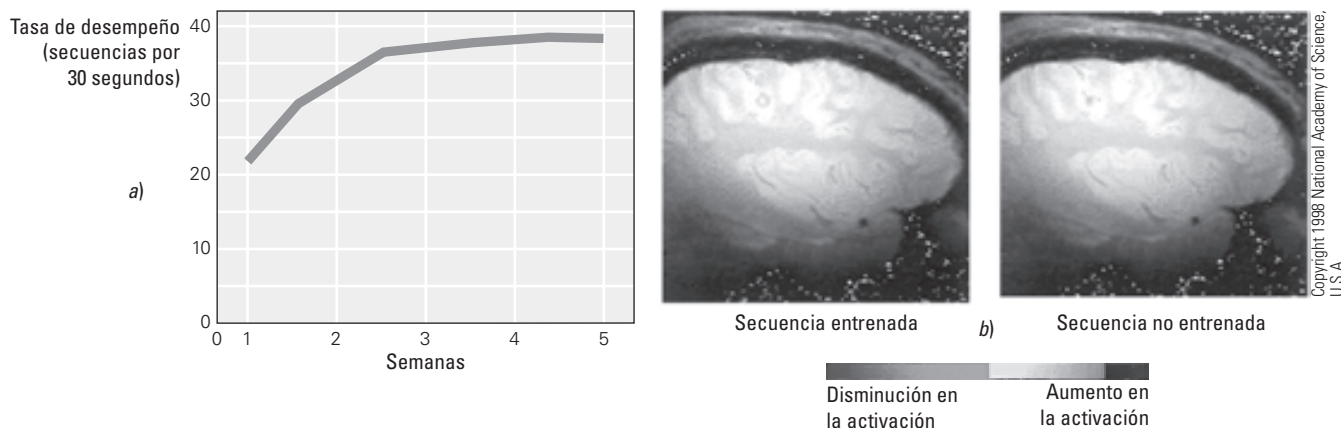 Tasa de desempeño
(secuencias por
30 segundos)
40
30
20
10
0
a)
0 1 2 3 4 5
Semanas
Secuencia entrenada
b)
Secuencia no entrenada
Disminución en
la activación
Aumento en
la activación
Copyright 1998 National Academy of Science,
U.S.A.